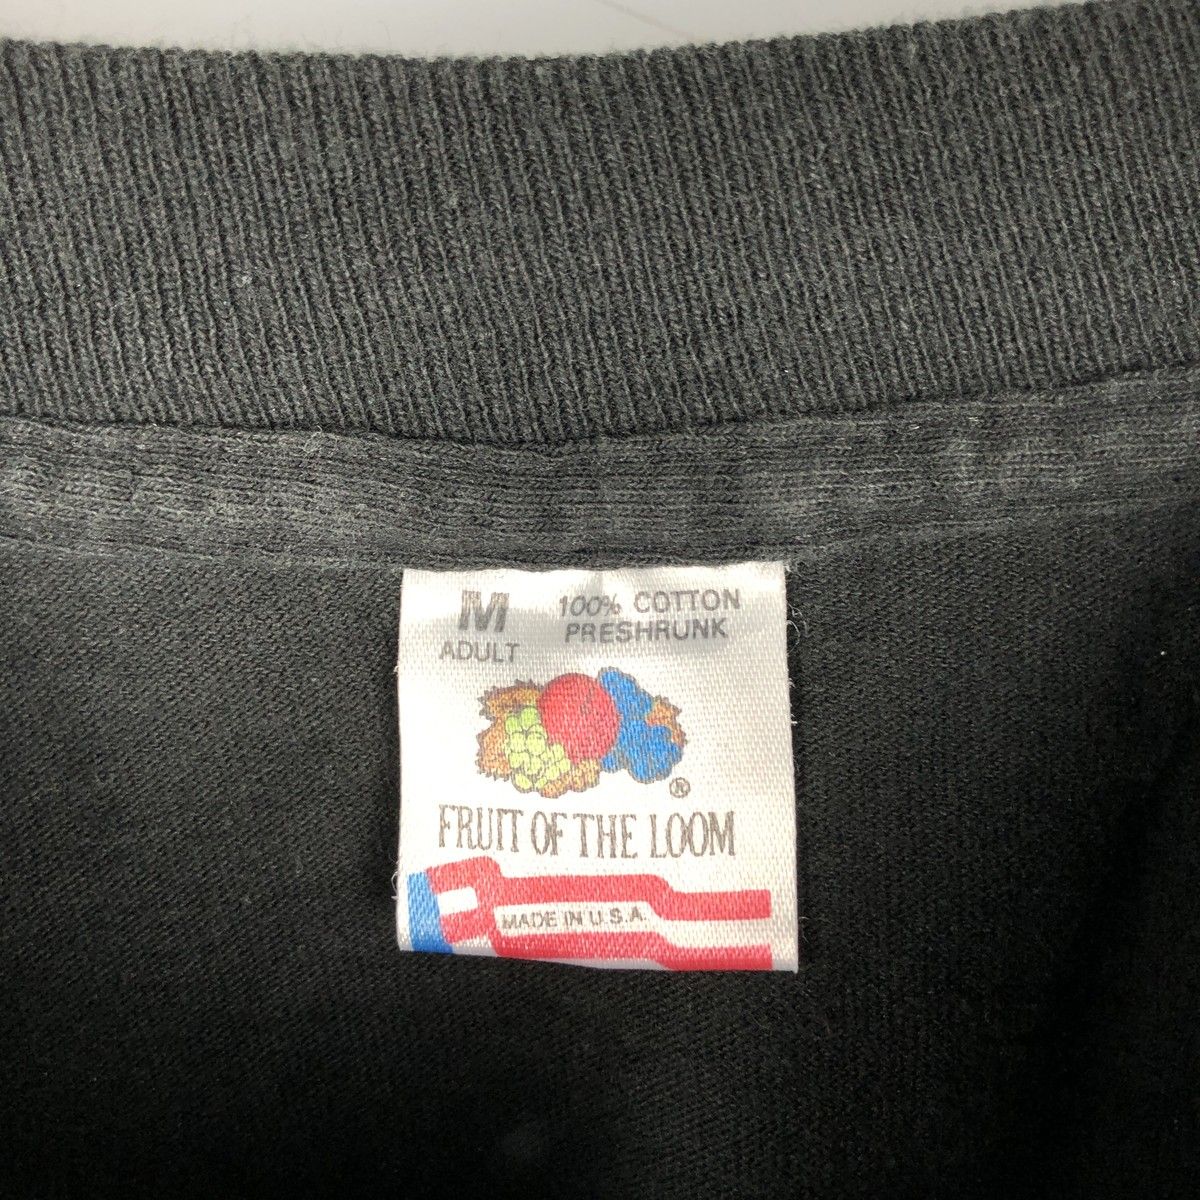 M
ADULT
100% COTTON
PRESHRUNK
®
FRUIT OF THE LOOM
MADE IN U.S.A.